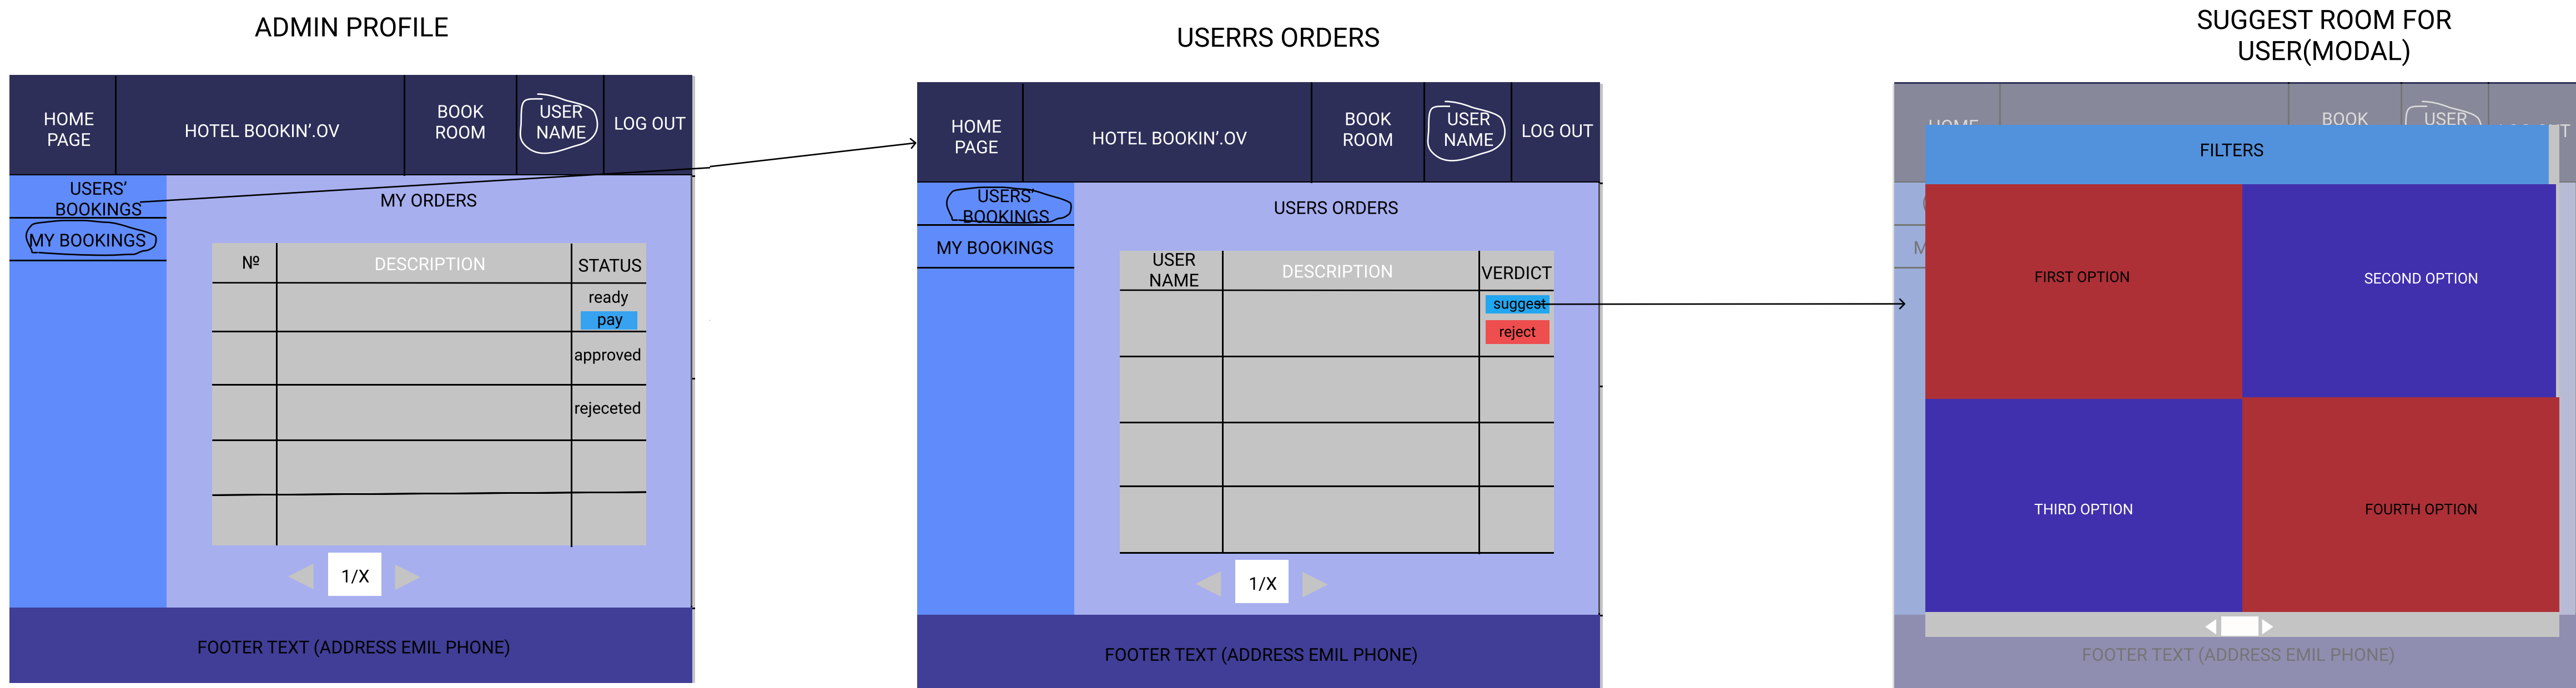 ADMIN PROFILE
HOME
PAGE
HOTEL BOOKIN'.OV
BOOK
ROOM
USER
NAME
LOG OUT
USERS'
BOOKINGS
MY BOOKINGS
MY ORDERS
Nº
DESCRIPTION
STATUS
ready
pay
approved
rejeceted
1/X
FOOTER TEXT (ADDRESS EMIL PHONE)
USERRS ORDERS
HOME
PAGE
HOTEL BOOKIN'.OV
BOOK
ROOM
USER
NAME
LOG OUT
USERS'
BOOKINGS
MY BOOKINGS
USERS ORDERS
USER
NAME
DESCRIPTION
VERDICT
suggest
reject
1/X
FOOTER TEXT (ADDRESS EMIL PHONE)
SUGGEST ROOM FOR
USER(MODAL)
HOME
BOOK
USER
T
M
FILTERS
FIRST OPTION
SECOND OPTION
THIRD OPTION
FOURTH OPTION
FOOTER TEXT (ADDRESS EMIL PHONE)